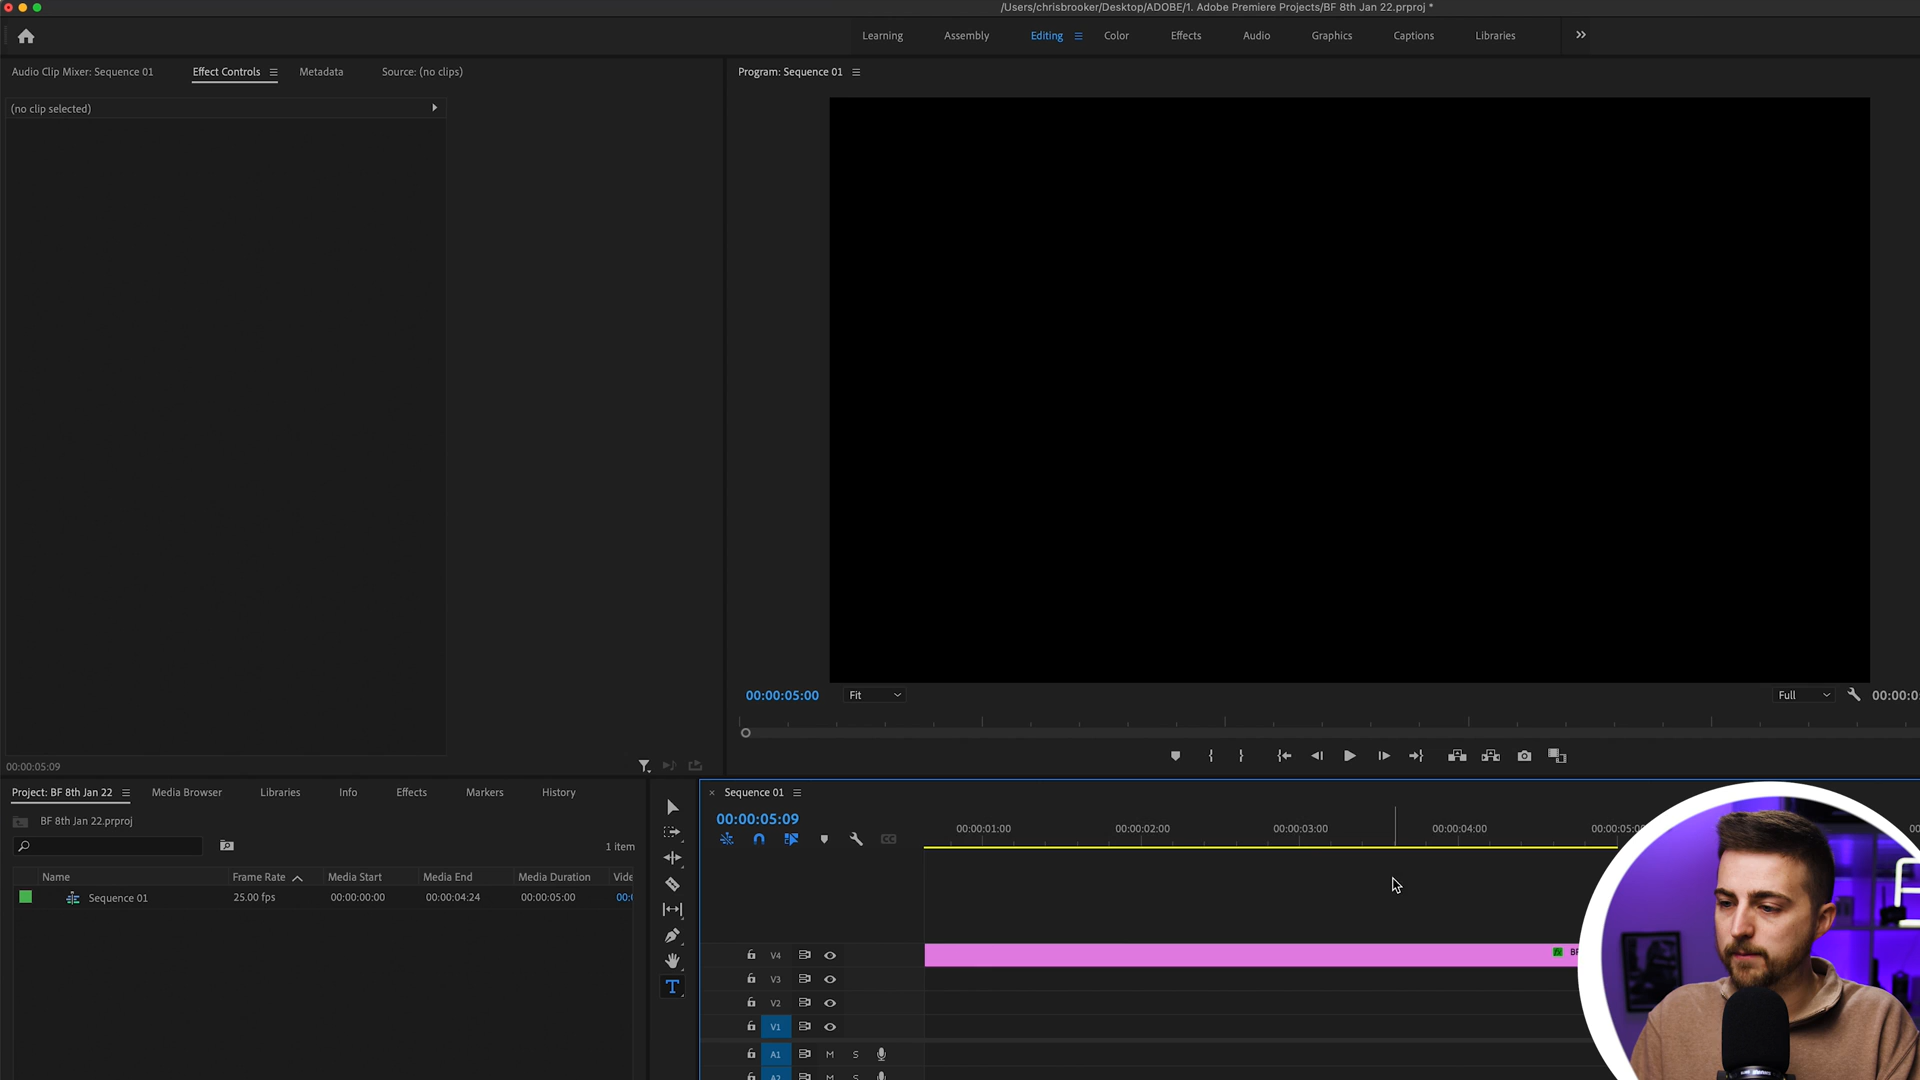 /Users/chrisbrooker/Desktop/ADOBE/1. Adobe Premiere Projects/BF 8th Jan 22.prproj *
Learning Assembly Editing Color Effects Audio Graphics Captions Libraries
Audio Clip Mixer: Sequence 01 Effect Controls Metadata Source: (no clips)
Program: Sequence 01
(no clip selected)
00:00:05:00 Fit Full
00:00:05:09
Project: BF 8th Jan 22 Media Browser Libraries Info Effects Markers History
Sequence 01
BF 8th Jan 22.prproj
00:00:05:09
00:00:01:00 00:00:02:00 00:00:03:00 00:00:04:00
1 item
Name Frame Rate Media Start Media End Media Duration
Sequence 01 25.00 fps 00:00:00:00 00:00:04:24 00:00:05:00
V4
V3
V2
V1
A1 M S
A2 M S